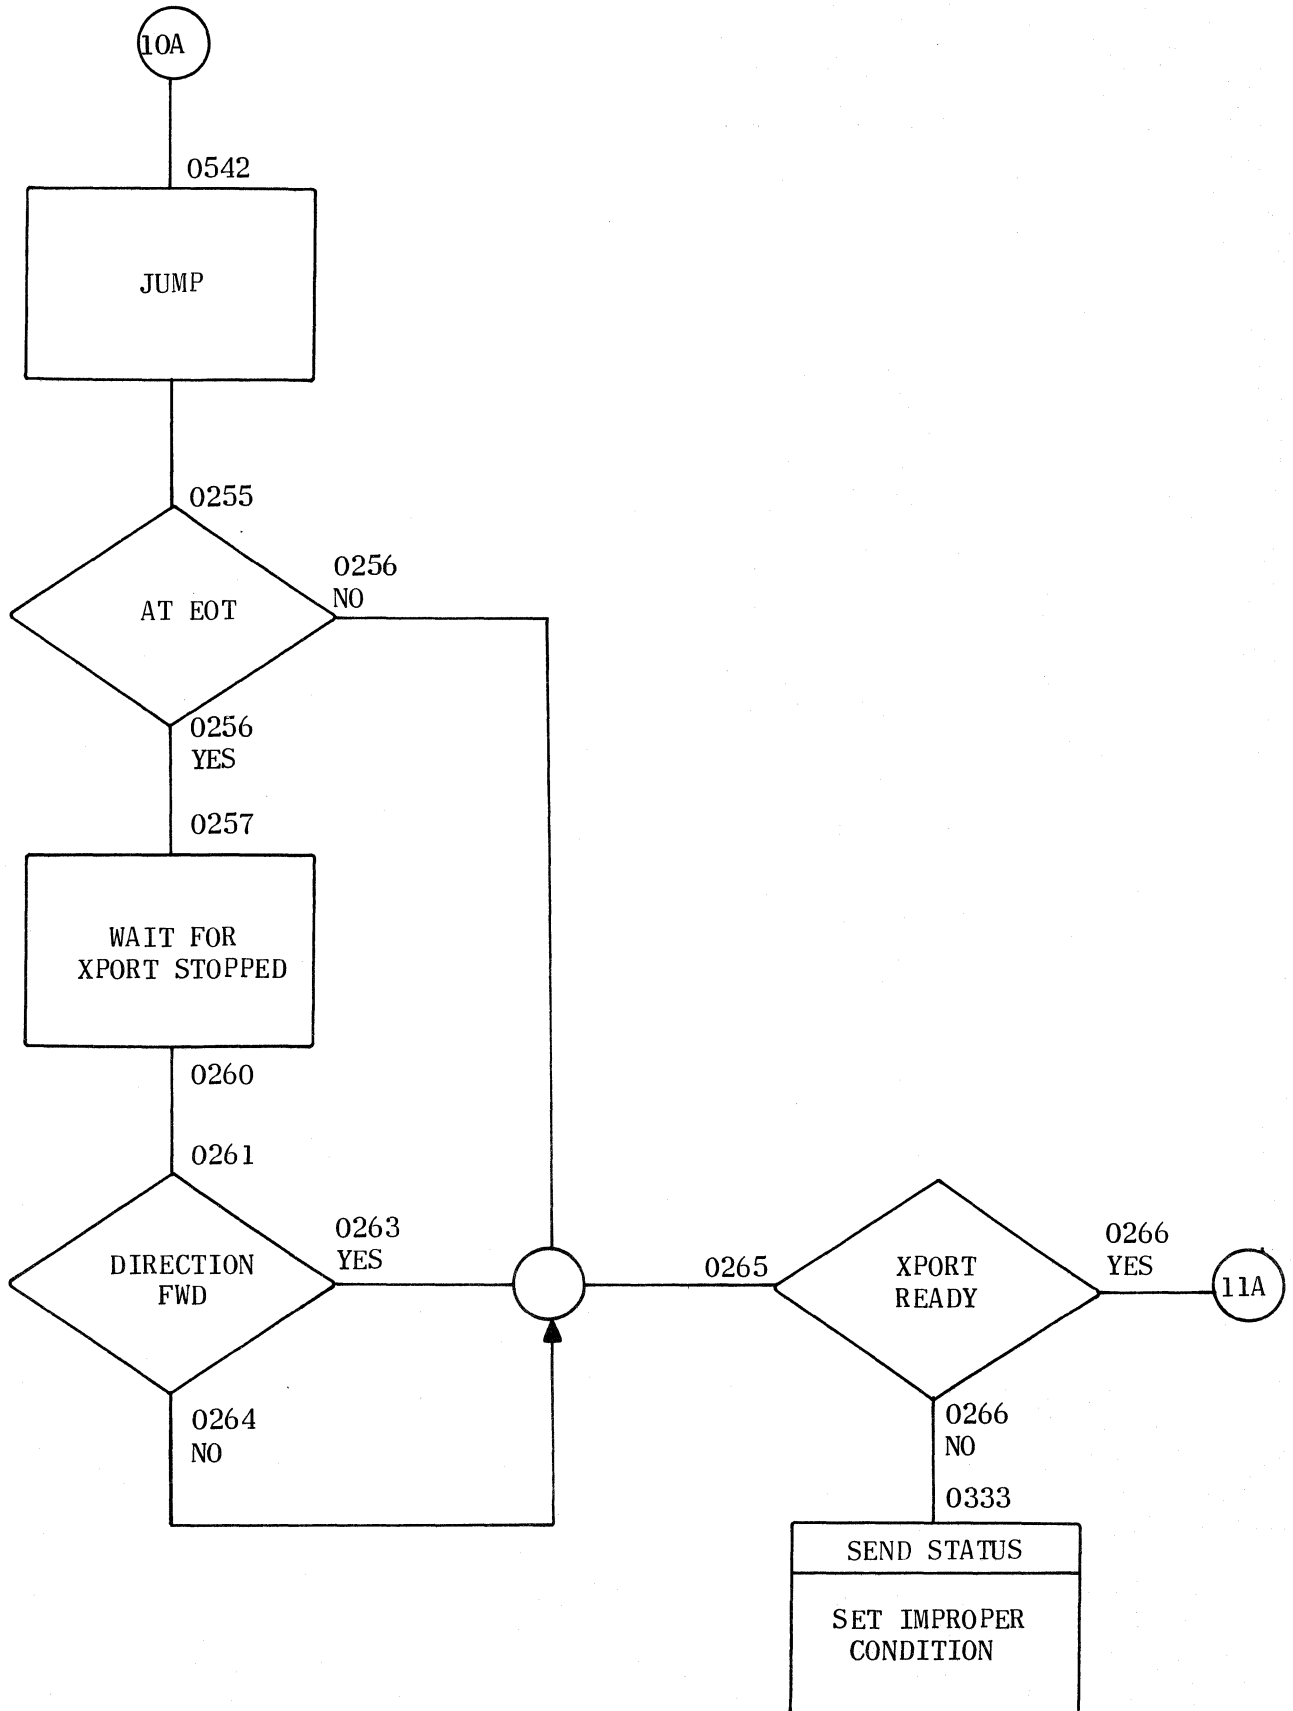 10A
0542
JUMP
0255
AT EOT
0256
NO
0256
YES
0257
WAIT FOR
XPORT STOPPED
0260
0261
DIRECTION
FWD
0263
YES
0264
NO
0265
XPORT
READY
0266
YES
11A
0266
NO
0333
SEND STATUS
SET IMPROPER
CONDITION